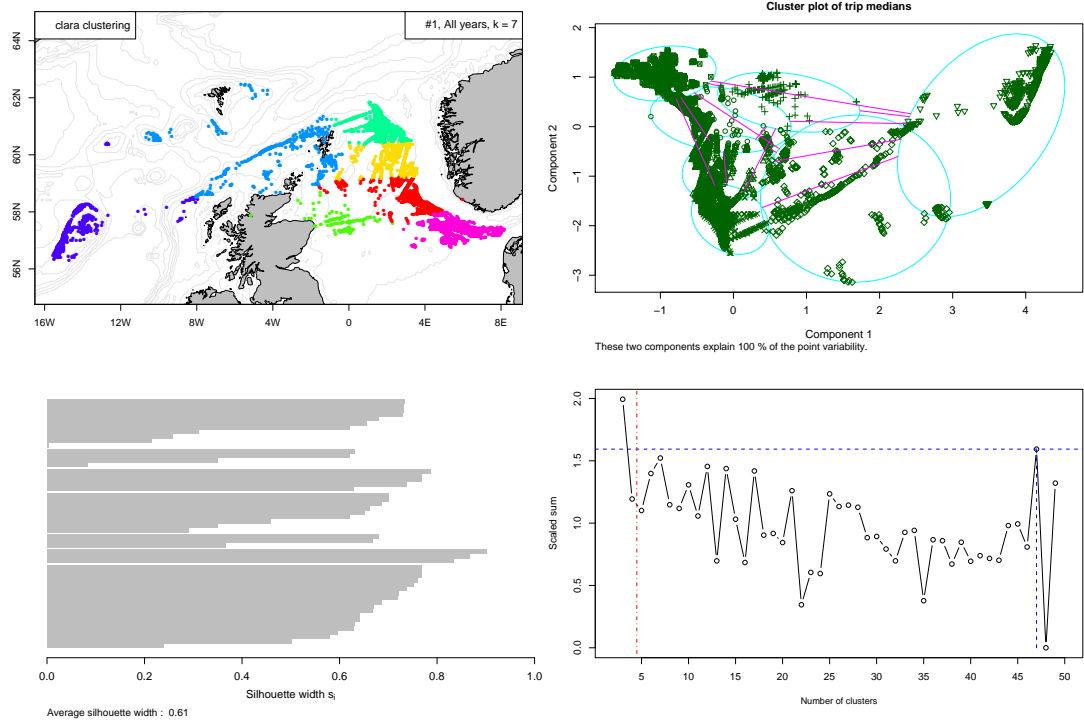 clara clustering
#1, All years, k = 7
64N
62N
60N
58N
56N
16W 12W 8W 4W 0 4E 8E
Cluster plot of trip medians
Component 2
2
1
0
−1
−2
−3
−1 0 1 2 3 4
Component 1
These two components explain 100 % of the point variability.
0.0 0.2 0.4 0.6 0.8 1.0
Silhouette width si
Average silhouette width : 0.61
Scaled sum
2.0
1.5
1.0
0.5
0.0
5 10 15 20 25 30 35 40 45 50
Number of clusters